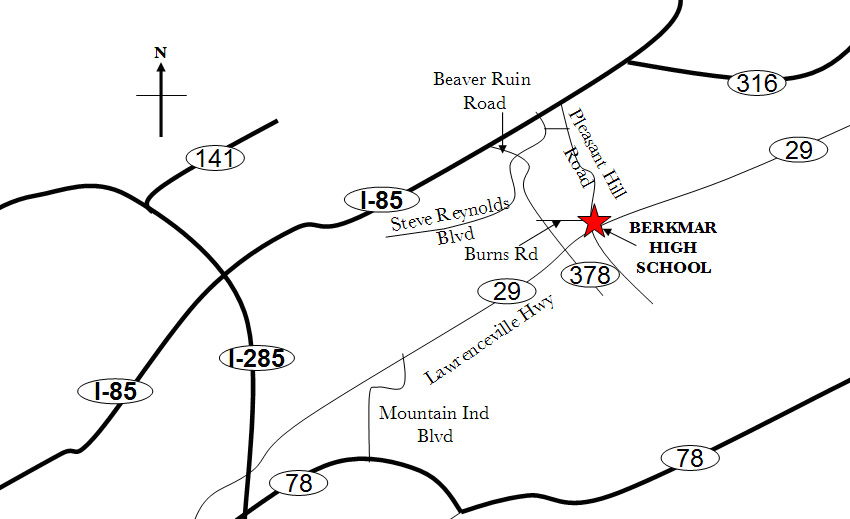 N
Beaver Ruin
Road
316
Pleasant Hill
Road
141
29
I-85
Steve Reynolds
Blvd
BERKMAR
HIGH
SCHOOL
Burns Rd
378
29
Lawrenceville Hwy
I-285
I-85
Mountain Ind
Blvd
78
78